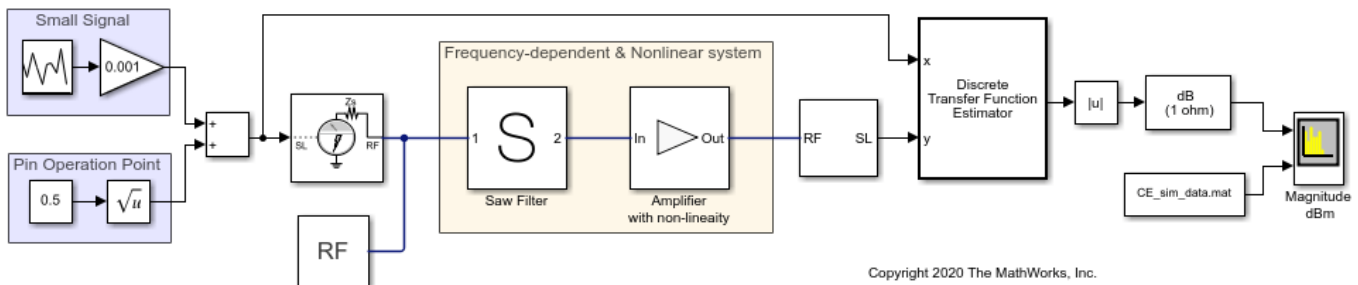 Small Signal
0.001
Pin Operation Point
0.5
√u
+
+
Zs
SL
RF
RF
Frequency-dependent & Nonlinear system
1
S
2
Saw Filter
In
Out
Amplifier
with non-lineaity
RF
SL
x
y
Discrete
Transfer Function
Estimator
|u|
dB
(1 ohm)
CE_sim_data.mat
Magnitude
dBm
Copyright 2020 The MathWorks, Inc.